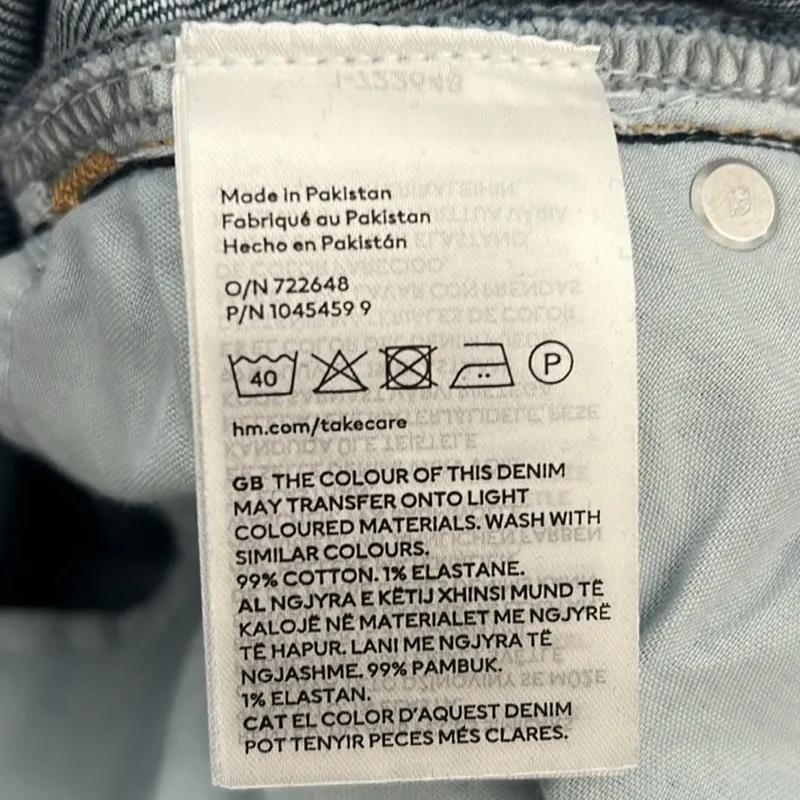 Made in Pakistan
Fabriqué au Pakistan
Hecho en Pakistán
O/N 722648
P/N 1045459 9
40 P
hm.com/takecare
GB THE COLOUR OF THIS DENIM
MAY TRANSFER ONTO LIGHT
COLOURED MATERIALS. WASH WITH
SIMILAR COLOURS.
99% COTTON. 1% ELASTANE.
AL NGJYRA E KËTIJ XHINSI MUND TË
KALOJË NË MATERIALET ME NGJYRË
TË HAPUR. LANI ME NGJYRA TË
NGJASHME. 99% PAMBUK.
1% ELASTAN.
CAT EL COLOR D'AQUEST DENIM
POT TENYIR PECES MÉS CLARES.